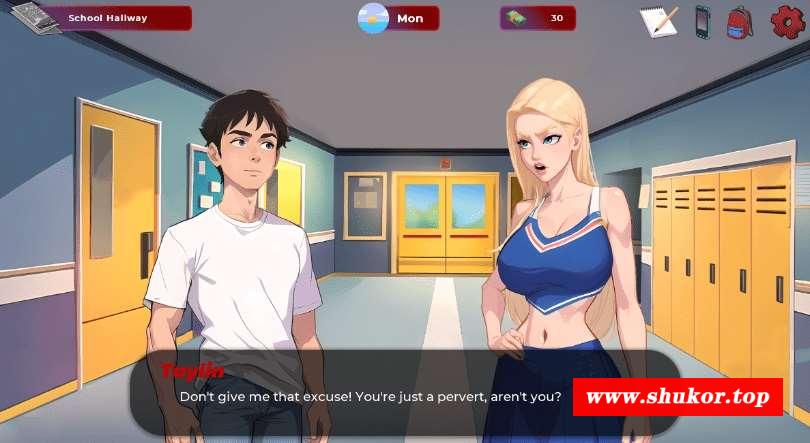 School Hallway
Mon
30
Taylin
Don't give me that excuse! You're just a pervert, aren't you?
www.shukor.top